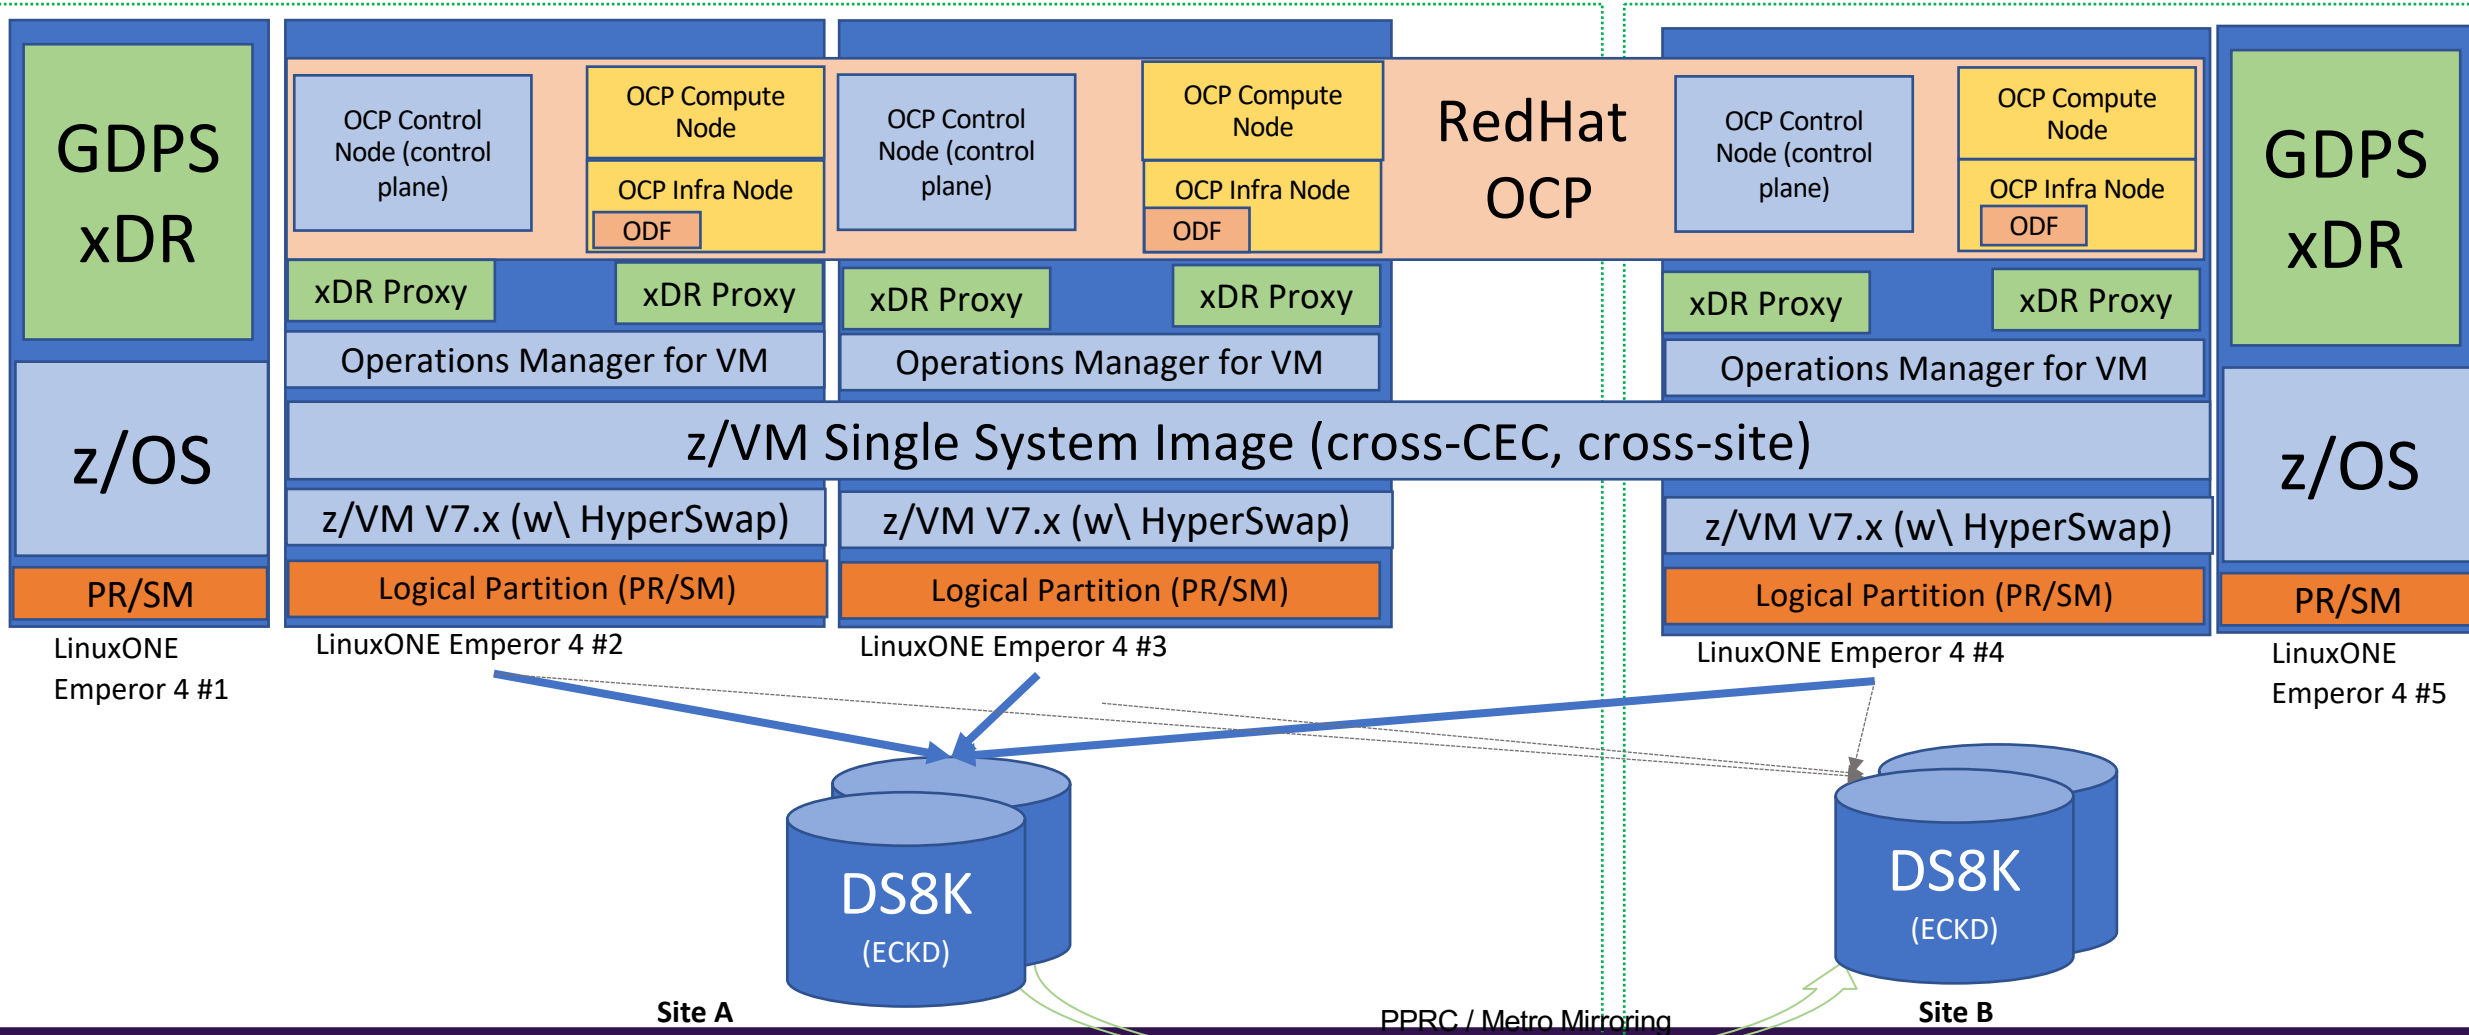 GDPS
xDR
z/OS
PR/SM
LinuxONE
Emperor 4 #1
OCP Control
Node (control
plane)
OCP Compute
Node
OCP Infra Node
ODF
xDR Proxy
xDR Proxy
Operations Manager for VM
z/VM V7.x (w\ HyperSwap)
Logical Partition (PR/SM)
LinuxONE Emperor 4 #2
OCP Control
Node (control
plane)
OCP Compute
Node
OCP Infra Node
ODF
xDR Proxy
xDR Proxy
Operations Manager for VM
z/VM V7.x (w\ HyperSwap)
Logical Partition (PR/SM)
LinuxONE Emperor 4 #3
RedHat
OCP
z/VM Single System Image (cross-CEC, cross-site)
OCP Control
Node (control
plane)
OCP Compute
Node
OCP Infra Node
ODF
xDR Proxy
xDR Proxy
Operations Manager for VM
z/VM V7.x (w\ HyperSwap)
Logical Partition (PR/SM)
LinuxONE Emperor 4 #4
GDPS
xDR
z/OS
PR/SM
LinuxONE
Emperor 4 #5
DS8K
(ECKD)
DS8K
(ECKD)
Site A
PPRC / Metro Mirroring
Site B